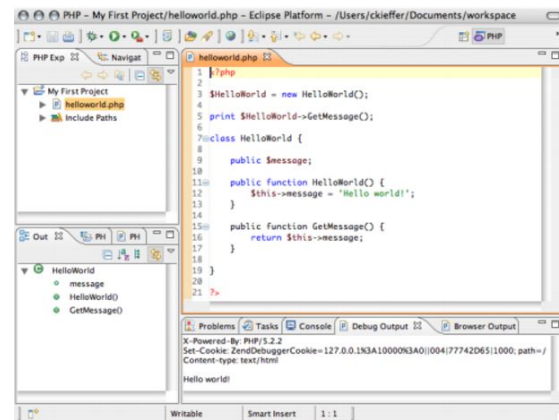 PHP - My First Project/helloworld.php - Eclipse Platform - /Users/ckieffer/Documents/workspace
PHP
PHP Exp
Navigat
My First Project
helloworld.php
Include Paths
Out
PH
PH
HelloWorld
message
HelloWorld()
GetMessage()
helloworld.php
1 <?php
2
3 $HelloWorld = new HelloWorld();
4
5 print $HelloWorld->GetMessage();
6
7 class HelloWorld {
8
9 public $message;
10
11 public function HelloWorld() {
12 $this->message = 'Hello world!';
13 }
14
15 public function GetMessage() {
16 return $this->message;
17 }
18
19 }
20
21 ?>
Problems
Tasks
Console
Debug Output
Browser Output
X-Powered-By: PHP/5.2.2
Set-Cookie: ZendDebuggerCookie=127.0.0.1%3A10000%3A0||004|77742D65|1000; path=/
Content-type: text/html
Hello world!
Writable
Smart Insert
1 : 1